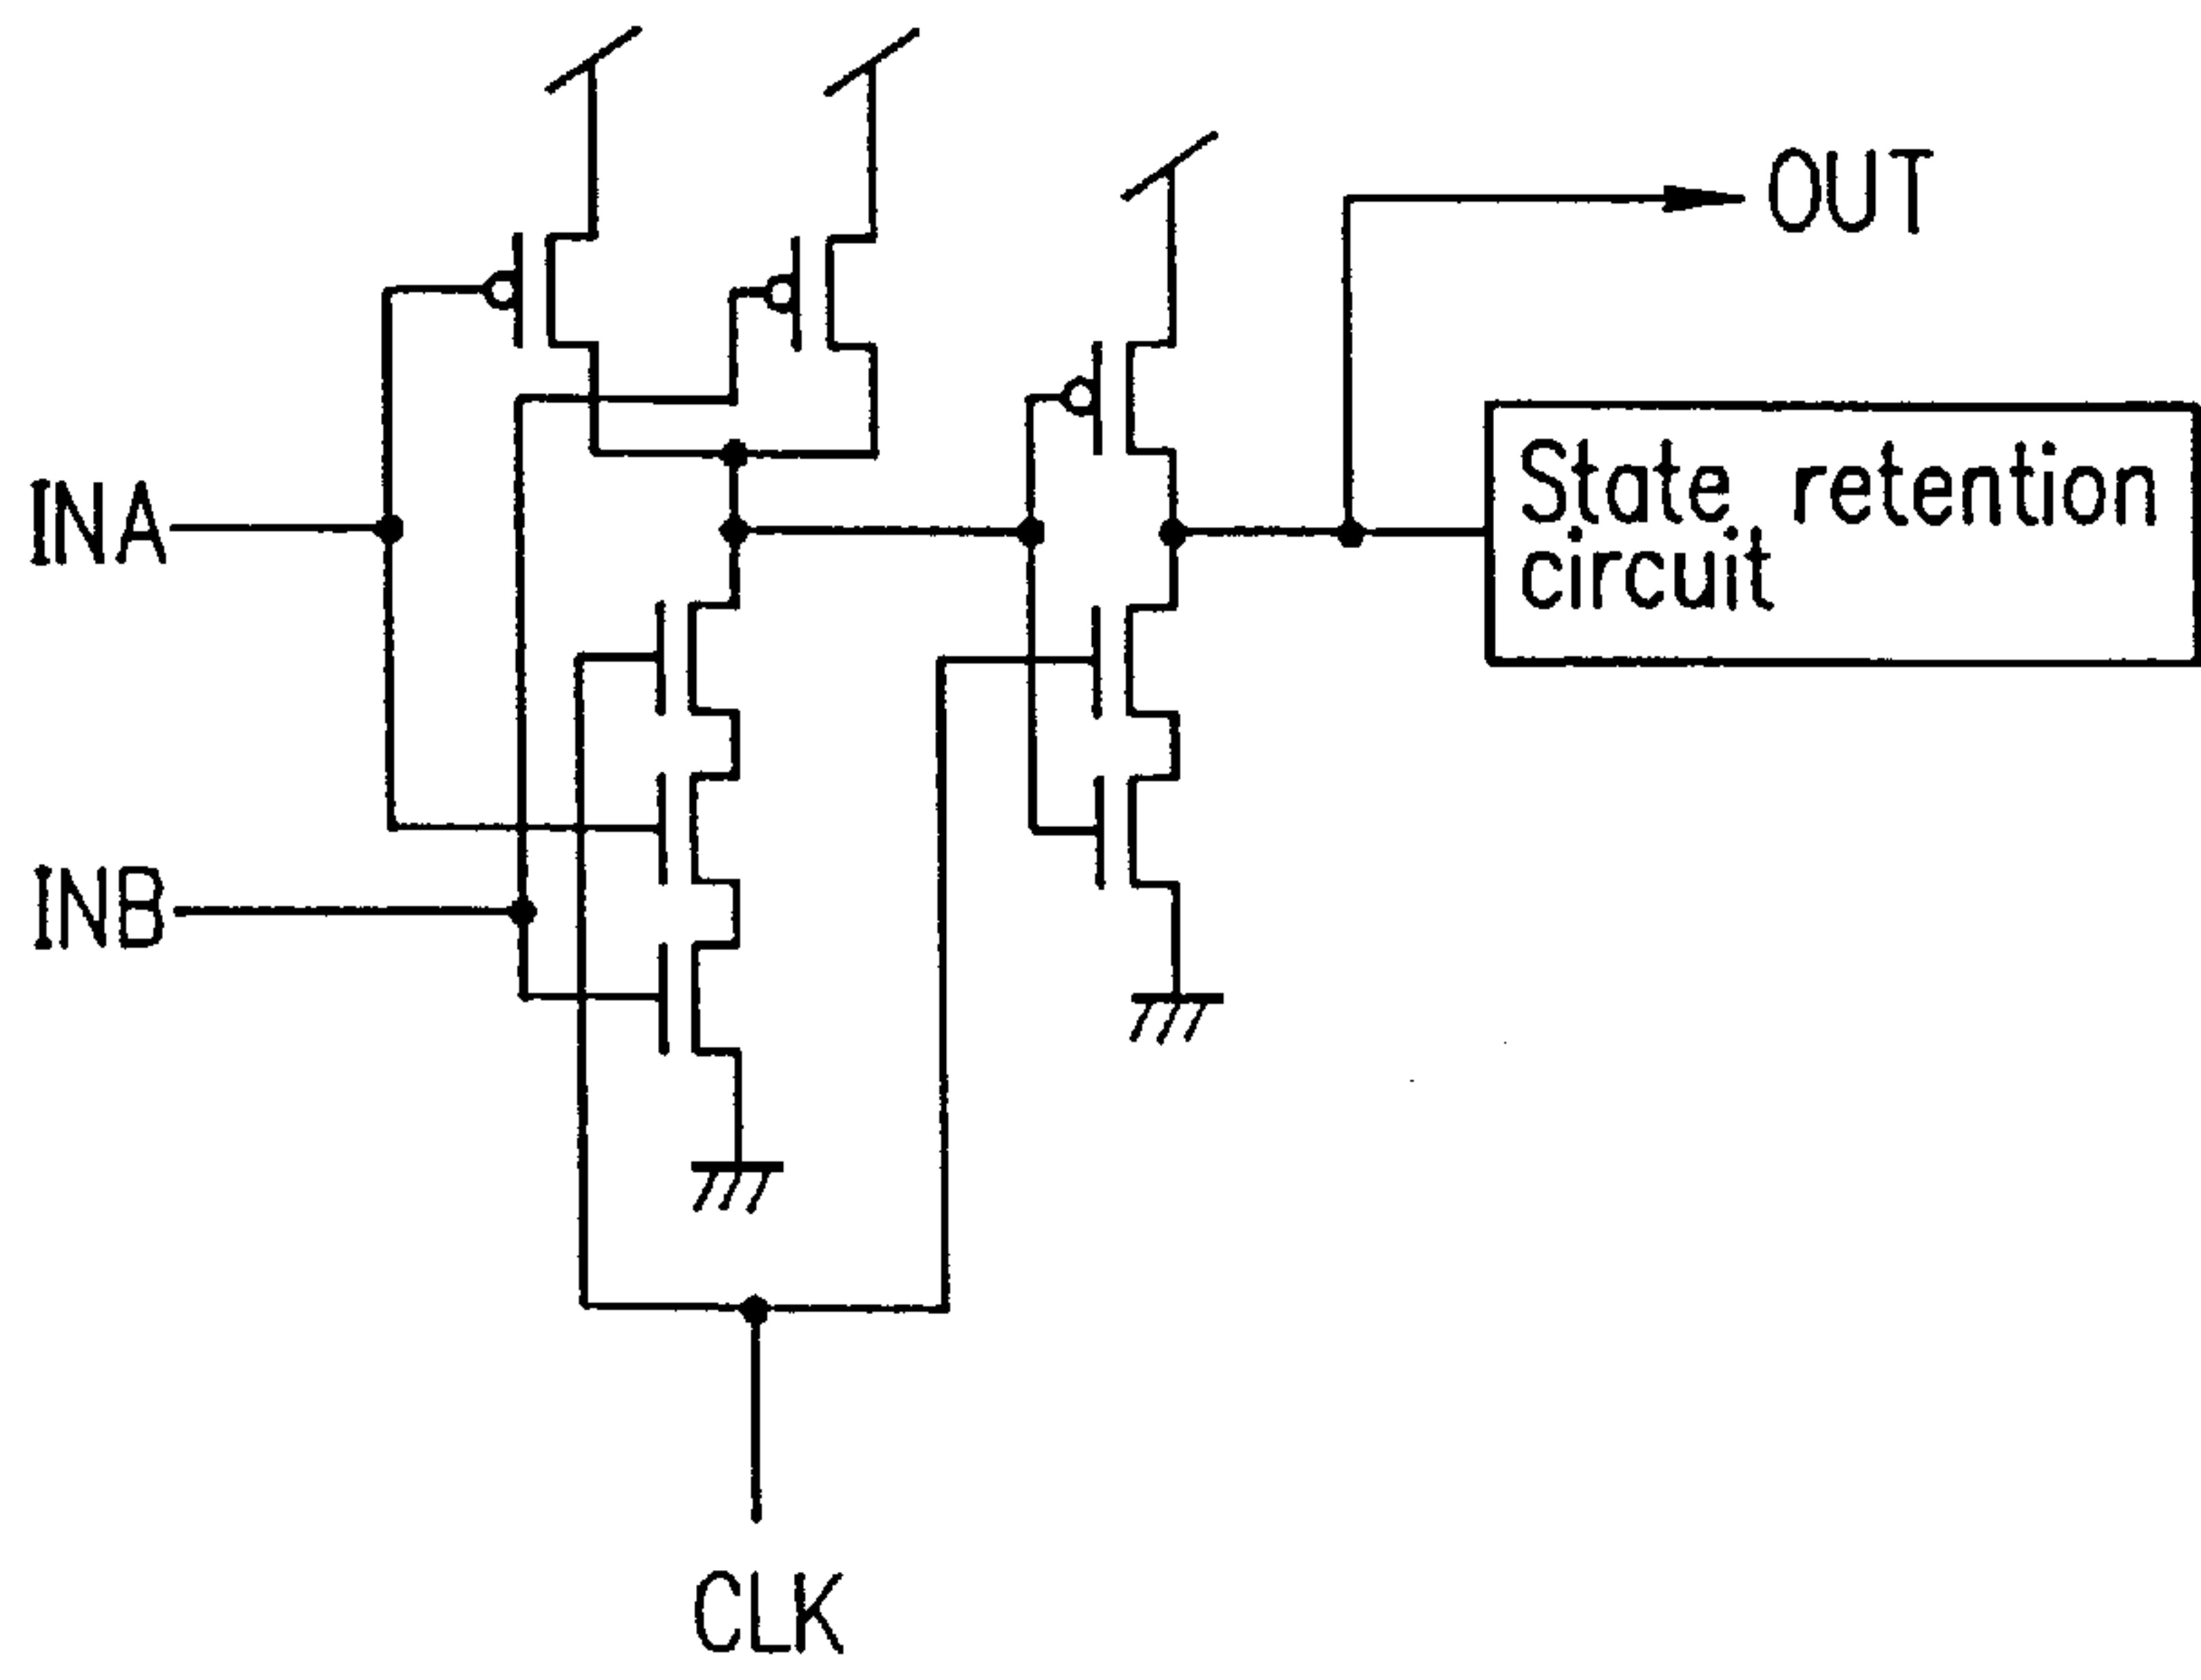 OUT
State retention
circuit
INA
INB
CLK